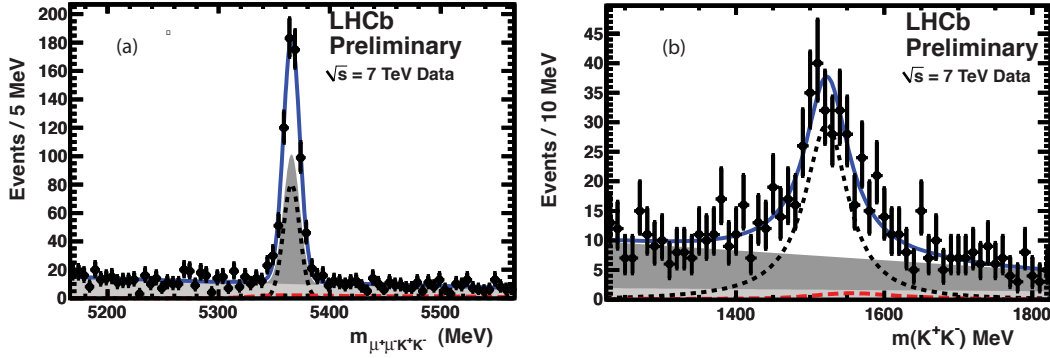 200
180
160
140
120
100
80
60
40
20
0
Events / 5 MeV
(a)
LHCb
Preliminary
√s = 7 TeV Data
5200
5300
5400
5500
m μ⁺μ⁻K⁺K⁻ (MeV)
45
40
35
30
25
20
15
10
5
0
Events / 10 MeV
(b)
LHCb
Preliminary
√s = 7 TeV Data
1400
1600
1800
m(K⁺K⁻) MeV